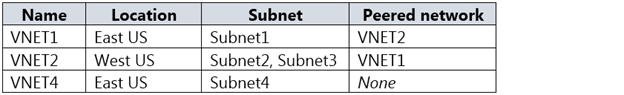 Name Location Subnet Peered network
VNET1 East US Subnet1 VNET2
VNET2 West US Subnet2, Subnet3 VNET1
VNET4 East US Subnet4 None